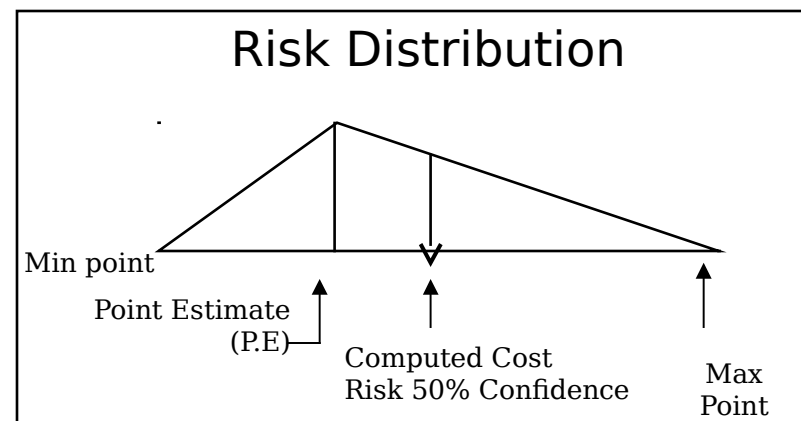 Risk Distribution
Min point
Point Estimate
(P.E)
Computed Cost
Risk 50% Confidence
Max
Point